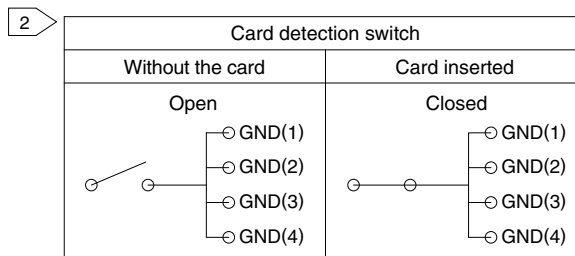 2
Card detection switch
Without the card
Card inserted
Open
Closed
GND(1)
GND(2)
GND(3)
GND(4)
GND(1)
GND(2)
GND(3)
GND(4)